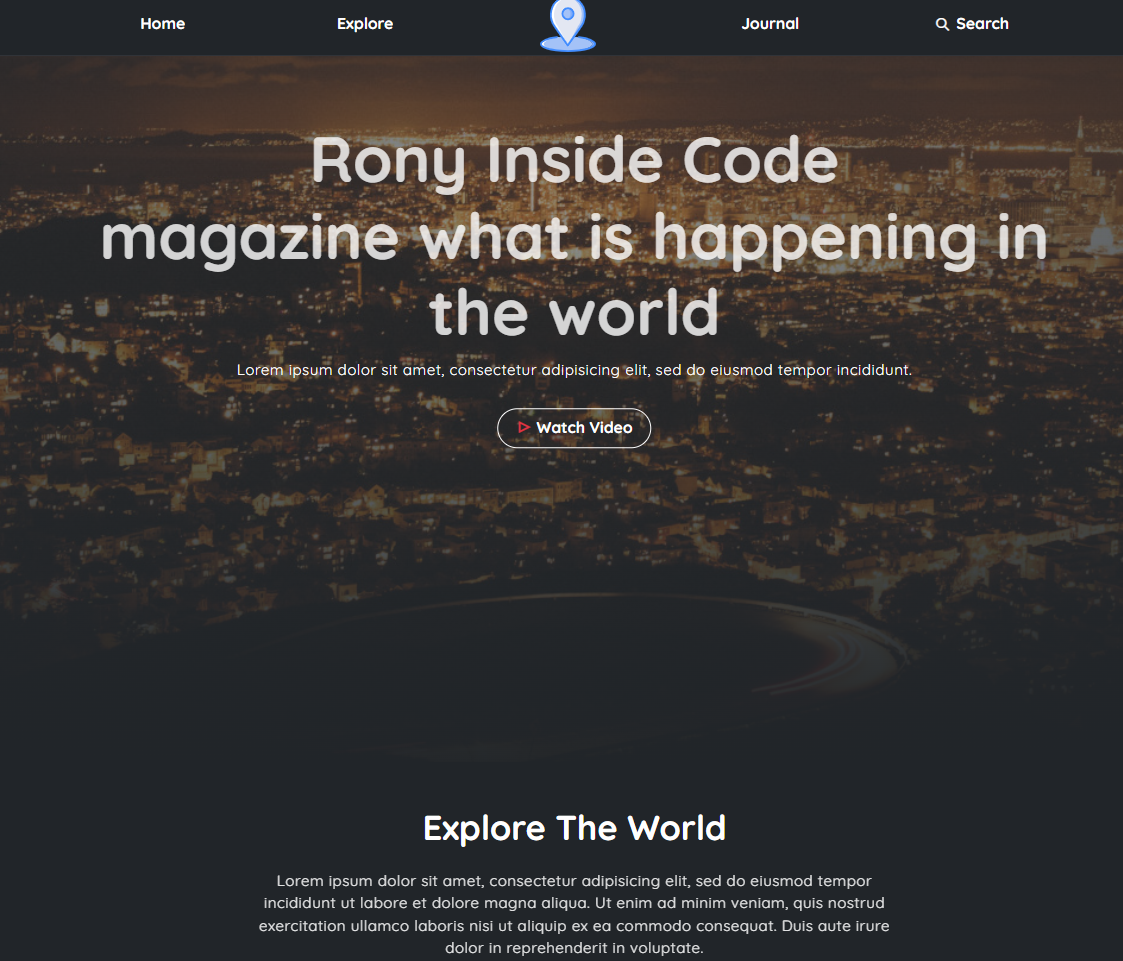 Home
Explore
Journal
Search
Rony Inside Code
magazine what is happening in
the world
Lorem ipsum dolor sit amet, consectetur adipisicing elit, sed do eiusmod tempor incididunt.
Watch Video
Explore The World
Lorem ipsum dolor sit amet, consectetur adipisicing elit, sed do eiusmod tempor
incididunt ut labore et dolore magna aliqua. Ut enim ad minim veniam, quis nostrud
exercitation ullamco laboris nisi ut aliquip ex ea commodo consequat. Duis aute irure
dolor in reprehenderit in voluptate.